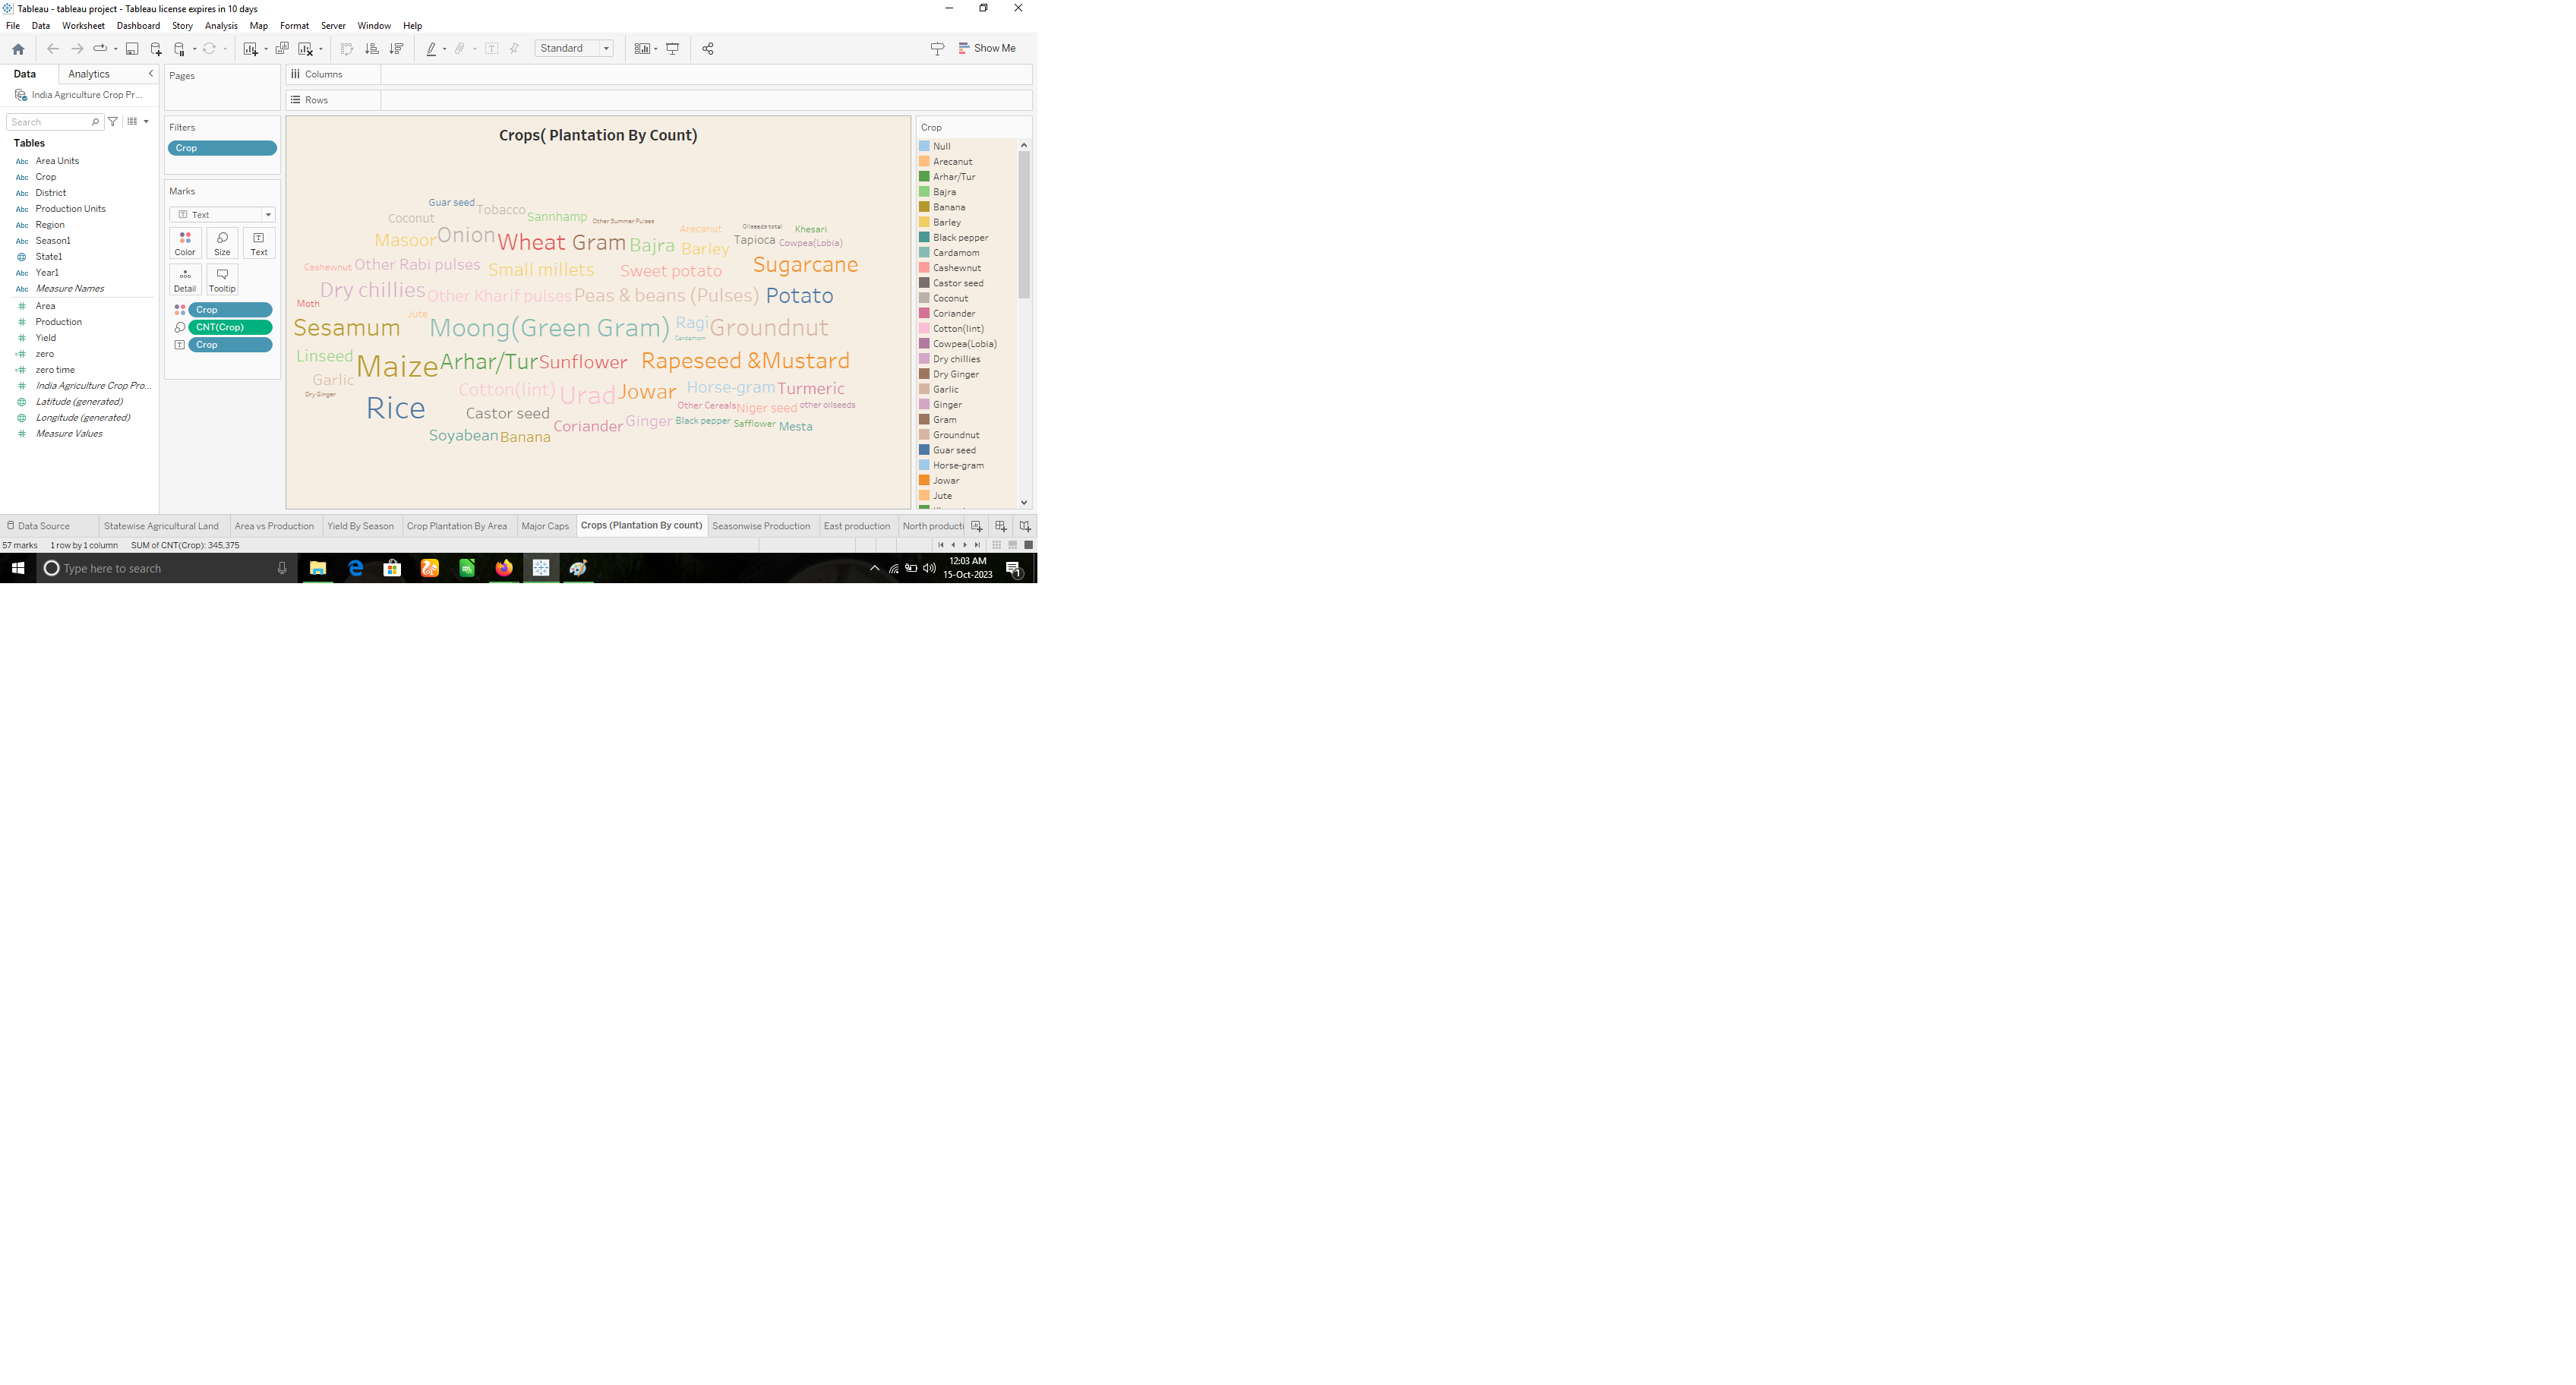 Tableau - tableau project - Tableau license expires in 10 days
File Data Worksheet Dashboard Story Analysis Map Format Server Window Help
Standard
Show Me
Data Analytics
India Agriculture Crop Pr...
Search
Tables
Abc Area Units
Abc Crop
Abc District
Abc Production Units
Abc Region
Abc Season1
State1
Abc Year1
Abc Measure Names
Area
Production
Yield
zero
zero time
India Agriculture Crop Pro...
Latitude (generated)
Longitude (generated)
Measure Values
Pages
Filters
Crop
Marks
Text
Color Size Text
Detail Tooltip
Crop
CNT(Crop)
Crop
Columns
Rows
Crops( Plantation By Count)
Guar seed Tobacco
Coconut Sannhamp Other Summer Pulses
Arecanut Oilseeds total Khesari
Masoor Onion Wheat Gram Bajra Barley Tapioca Cowpea(Lobia)
Cashewnut Other Rabi pulses Small millets Sweet potato Sugarcane
Dry chillies Other Kharif pulses Peas & beans (Pulses) Potato
Moth
Jute
Sesamum Moong(Green Gram) Ragi Groundnut
Cardamom
Linseed Maize Arhar/Tur Sunflower Rapeseed &Mustard
Garlic Cotton(lint) Urad Jowar Horse-gram Turmeric
Dry Ginger
Rice Castor seed Other Cereals Niger seed other oilseeds
Coriander Ginger Black pepper Safflower Mesta
Soyabean Banana
Crop
Null
Arecanut
Arhar/Tur
Bajra
Banana
Barley
Black pepper
Cardamom
Cashewnut
Castor seed
Coconut
Coriander
Cotton(lint)
Cowpea(Lobia)
Dry chillies
Dry Ginger
Garlic
Ginger
Gram
Groundnut
Guar seed
Horse-gram
Jowar
Jute
Data Source Statewise Agricultural Land Area vs Production Yield By Season Crop Plantation By Area Major Caps Crops (Plantation By count) Seasonwise Production East production North producti
57 marks 1 row by 1 column SUM of CNT(Crop): 345,375
Type here to search
12:03 AM
15-Oct-2023
1